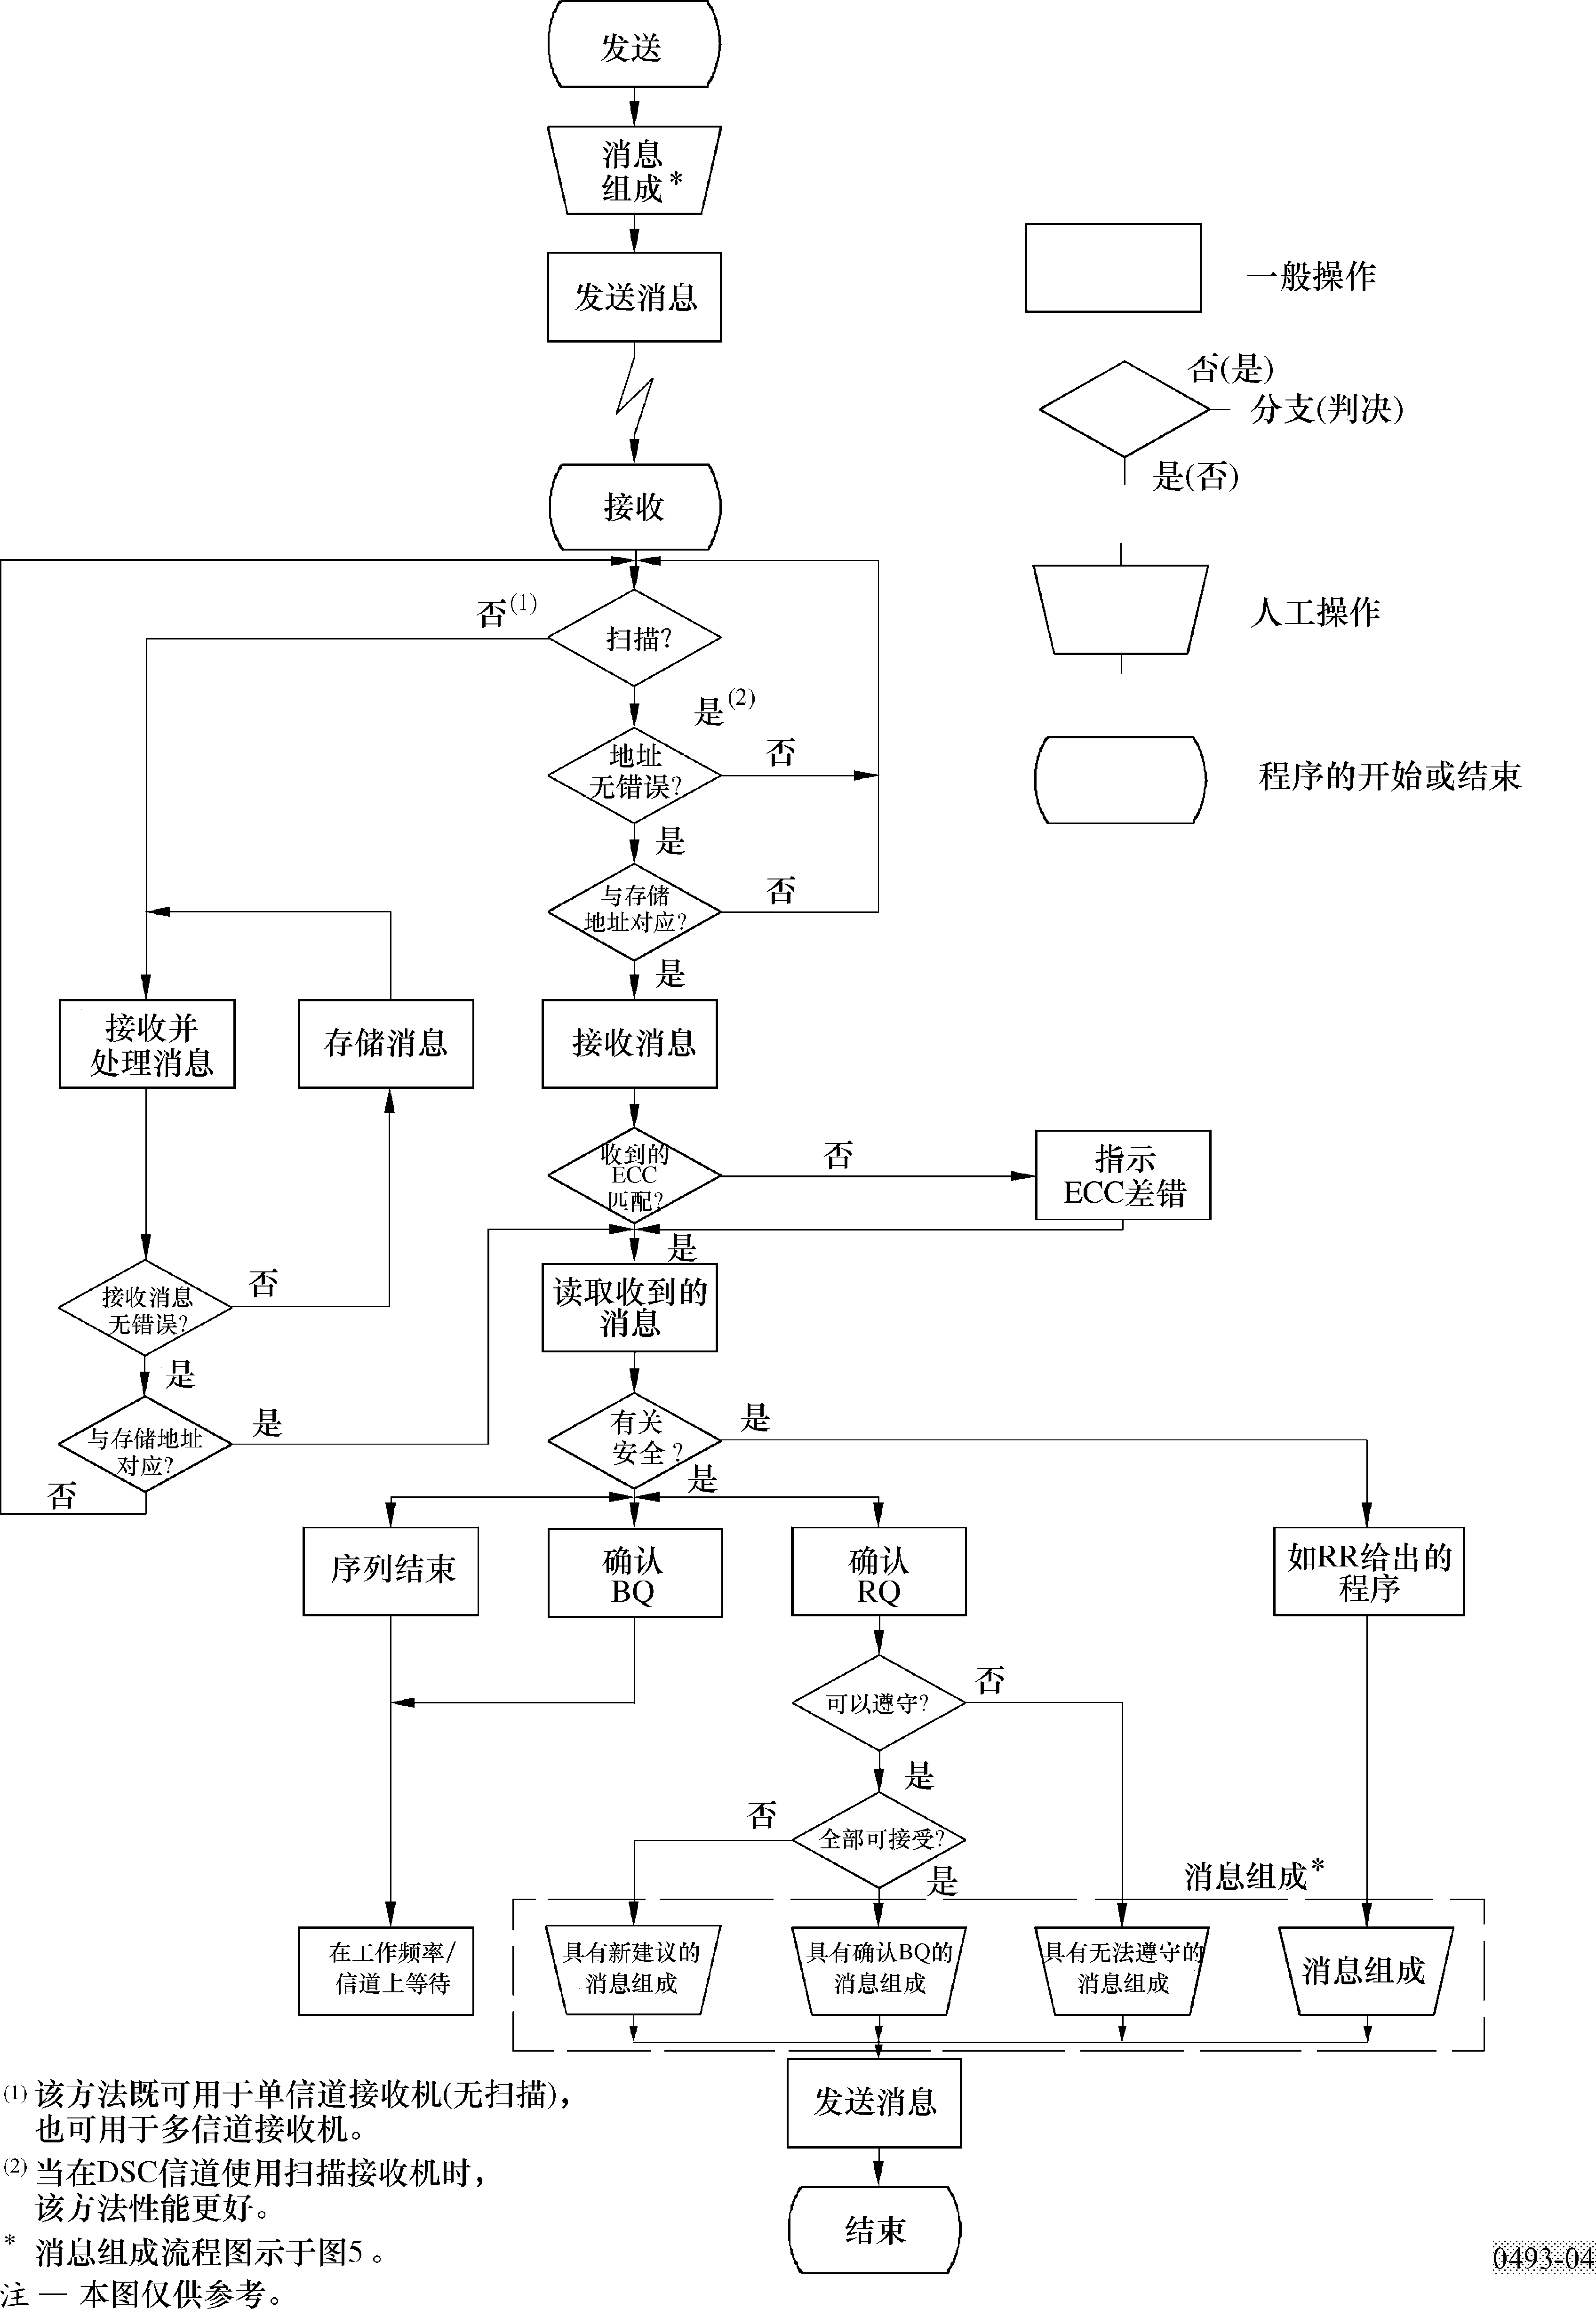 发送
消息
组成*
发送消息
一般操作
否(是)
分支(判决)
是(否)
接收
人工操作
否(1)
扫描?
是(2)
地址
无错误?
否
程序的开始或结束
是
与存储
地址对应?
否
是
接收并
处理消息
存储消息
接收消息
收到的
ECC
匹配?
否
指示
ECC差错
是
接收消息
无错误?
否
读取收到的
消息
是
与存储地址
对应?
是
否
有关
安全?
是
是
序列结束
确认
BQ
确认
RQ
如RR给出的
程序
可以遵守?
否
是
否
全部可接受?
是
消息组成*
在工作频率/
信道上等待
具有新建议的
消息组成
具有确认BQ的
消息组成
具有无法遵守的
消息组成
消息组成
发送消息
结束
(1) 该方法既可用于单信道接收机(无扫描),
也可用于多信道接收机。
(2) 当在DSC信道使用扫描接收机时,
该方法性能更好。
* 消息组成流程图示于图5。
注 — 本图仅供参考。
0493-04